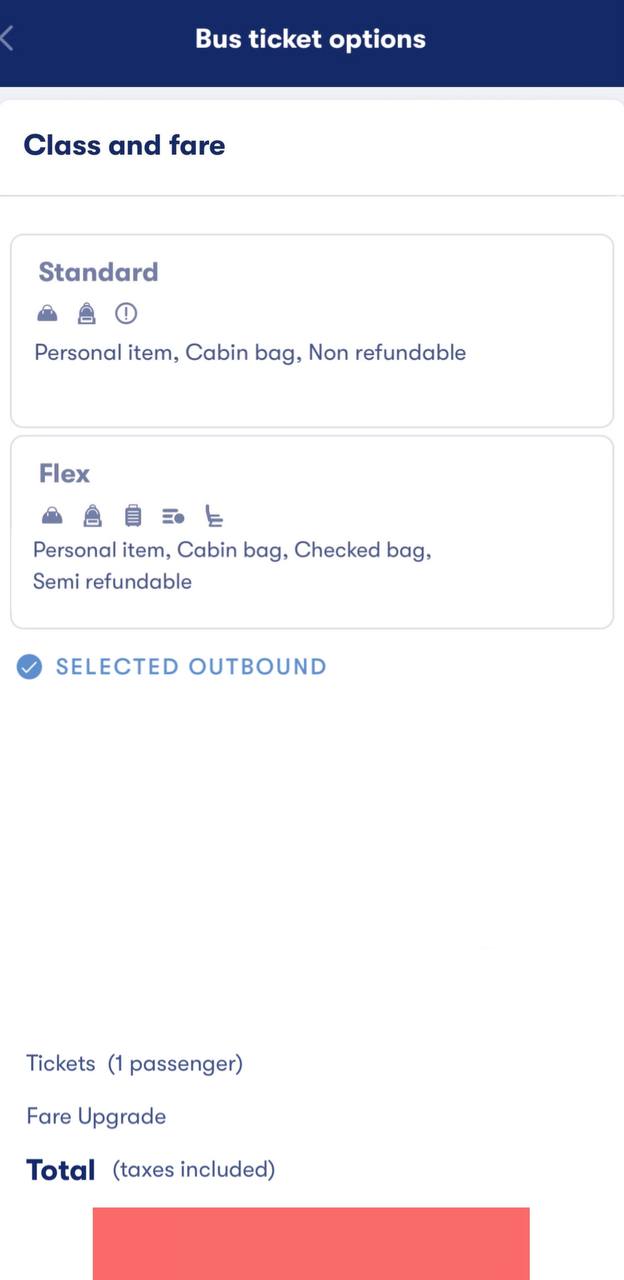 Bus ticket options
Class and fare
Standard
Personal item, Cabin bag, Non refundable
Flex
Personal item, Cabin bag, Checked bag,
Semi refundable
SELECTED OUTBOUND
Tickets (1 passenger)
Fare Upgrade
Total (taxes included)